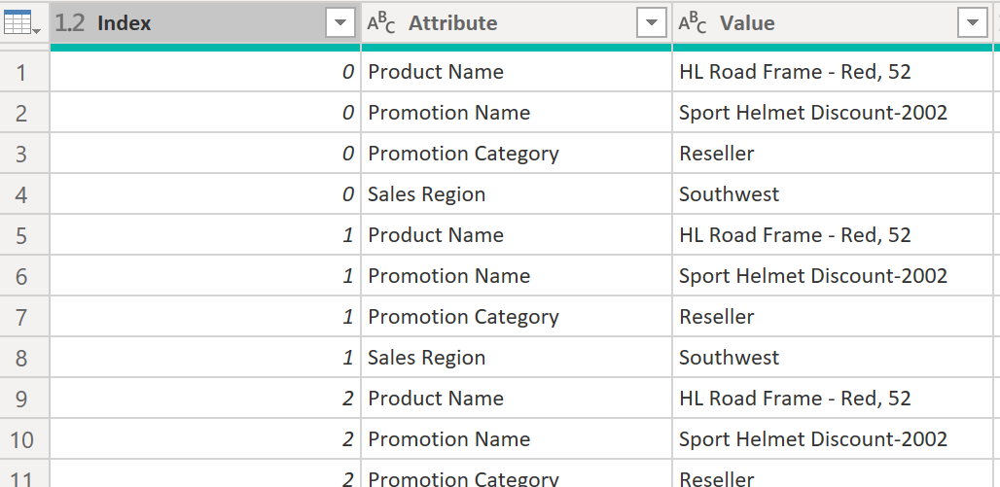 1.2 Index ABC Attribute ABC Value
1 0 Product Name HL Road Frame - Red, 52
2 0 Promotion Name Sport Helmet Discount-2002
3 0 Promotion Category Reseller
4 0 Sales Region Southwest
5 1 Product Name HL Road Frame - Red, 52
6 1 Promotion Name Sport Helmet Discount-2002
7 1 Promotion Category Reseller
8 1 Sales Region Southwest
9 2 Product Name HL Road Frame - Red, 52
10 2 Promotion Name Sport Helmet Discount-2002
11 2 Promotion Category Reseller